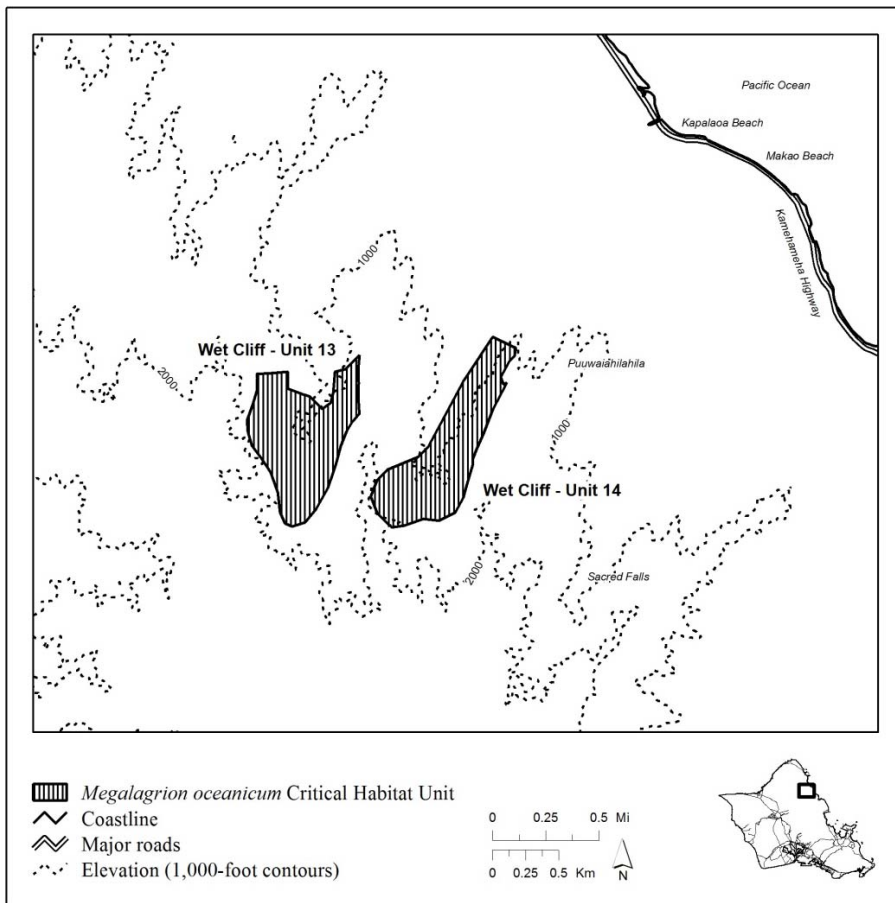 Pacific Ocean
Kapalaoa Beach
Makao Beach
Kamehameha Highway
1000
Wet Cliff - Unit 13
2000
Puuwaiahilahila
1000
Wet Cliff - Unit 14
2000
Sacred Falls
Megalagrion oceanicum Critical Habitat Unit
Coastline
Major roads
Elevation (1,000-foot contours)
0 0.25 0.5 Mi
0 0.25 0.5 Km
N